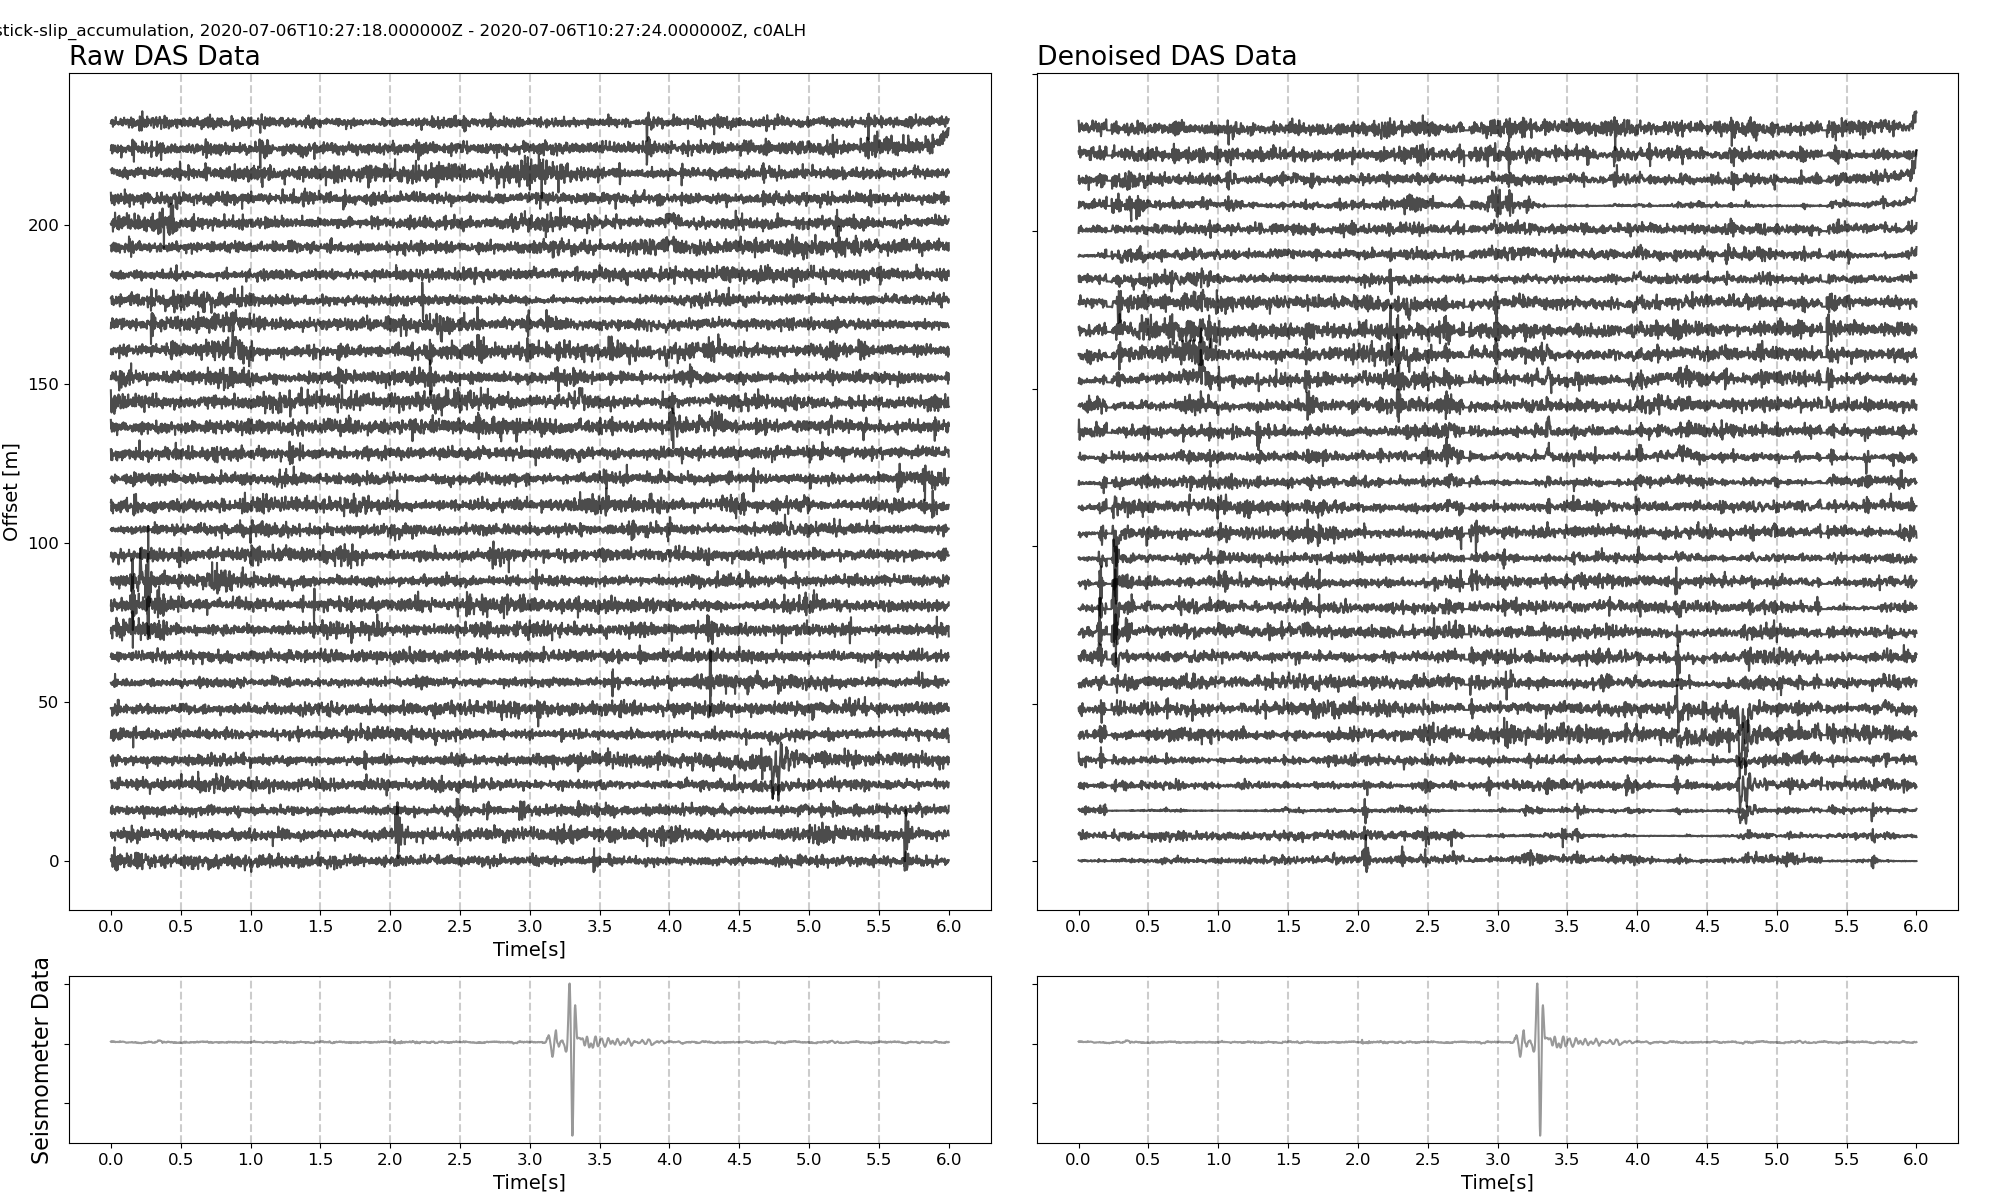 stick-slip_accumulation, 2020-07-06T10:27:18.000000Z - 2020-07-06T10:27:24.000000Z, c0ALH
Raw DAS Data
Denoised DAS Data
Offset [m]
200
150
100
50
0
0.0 0.5 1.0 1.5 2.0 2.5 3.0 3.5 4.0 4.5 5.0 5.5 6.0
Time[s]
0.0 0.5 1.0 1.5 2.0 2.5 3.0 3.5 4.0 4.5 5.0 5.5 6.0
Seismometer Data
0.0 0.5 1.0 1.5 2.0 2.5 3.0 3.5 4.0 4.5 5.0 5.5 6.0
Time[s]
0.0 0.5 1.0 1.5 2.0 2.5 3.0 3.5 4.0 4.5 5.0 5.5 6.0
Time[s]